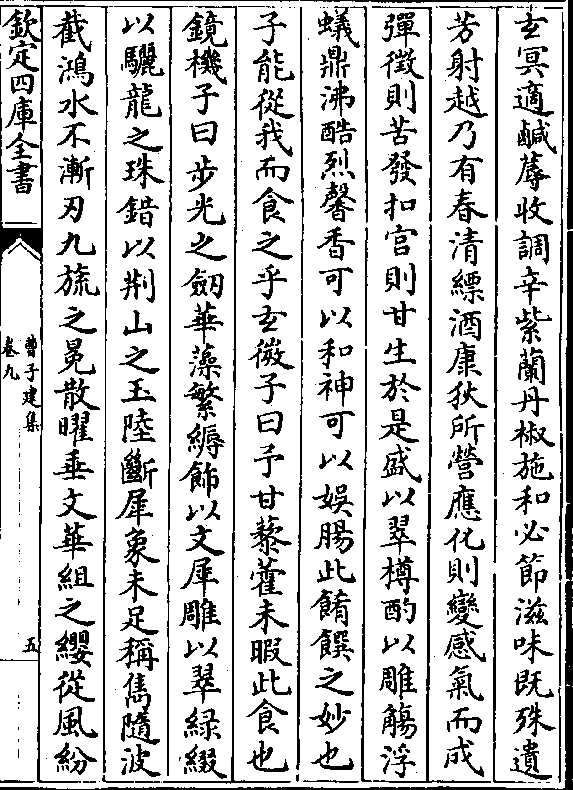 玄冥適鹹蓐收調辛紫蘭丹椒施和必節滋味既殊遺
芳射越乃有春清縹酒康狄所營應化則變感氣而成
彈徵則苦發扣宫則甘生於是盛以翠樽酌以雕觴浮
蟻鼎沸酷烈馨香可以和神可以娛腸此餚饌之妙也
子能從我而食之乎玄微子曰予甘藜藿未暇此食也
鏡機子曰步光之劔華藻繁縟飾以文犀雕以翠緑綴
以驪龍之珠錯以荆山之玉陸斷犀象未足稱雋隨波
截鴻水不漸刃九旒之冕散曜垂文華組之纓從風紛
欽定四庫全書
曹子建集
卷九
五